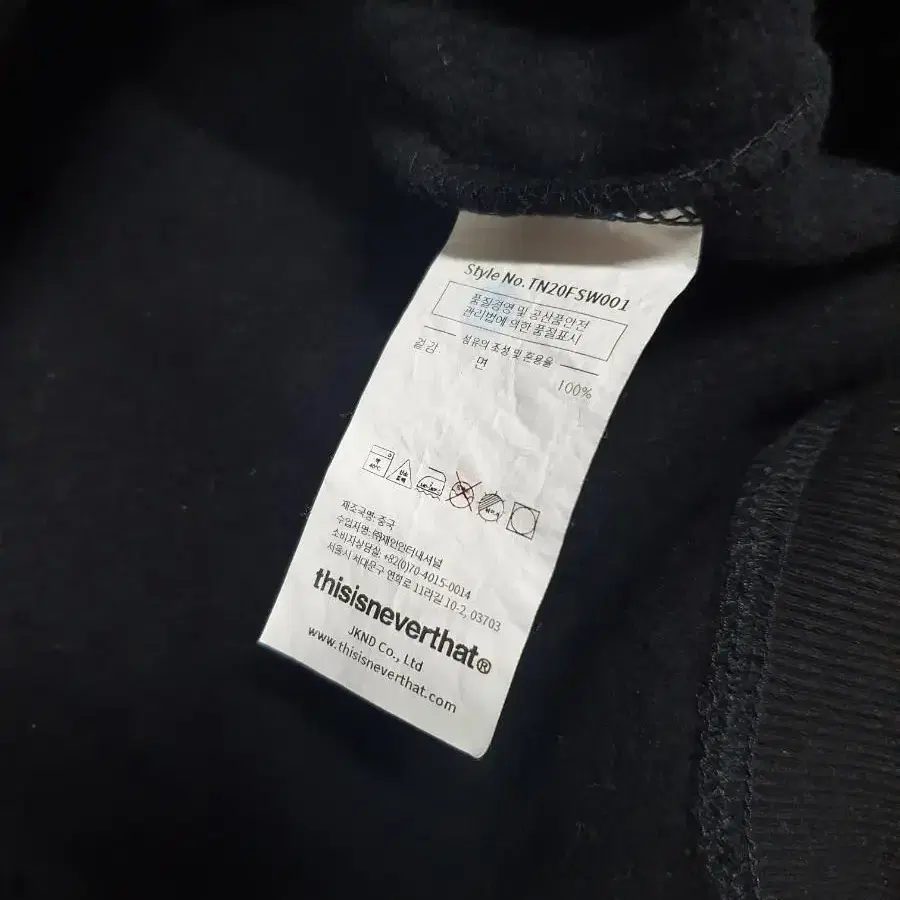 Style No. TN20FSW001
품질경영 및 공산품안전
관리법에 의한 품질표시
섬유의 조성 및 혼용율
겉감 면 100%
제조국명: 중국
수입자명: ㈜재인인터내셔널
소비자상담실: +82(0)70-4015-0014
서울시 서대문구 연희로 11라길 10-2, 03703
thisisneverthat®
JKND Co., Ltd
www.thisisneverthat.com